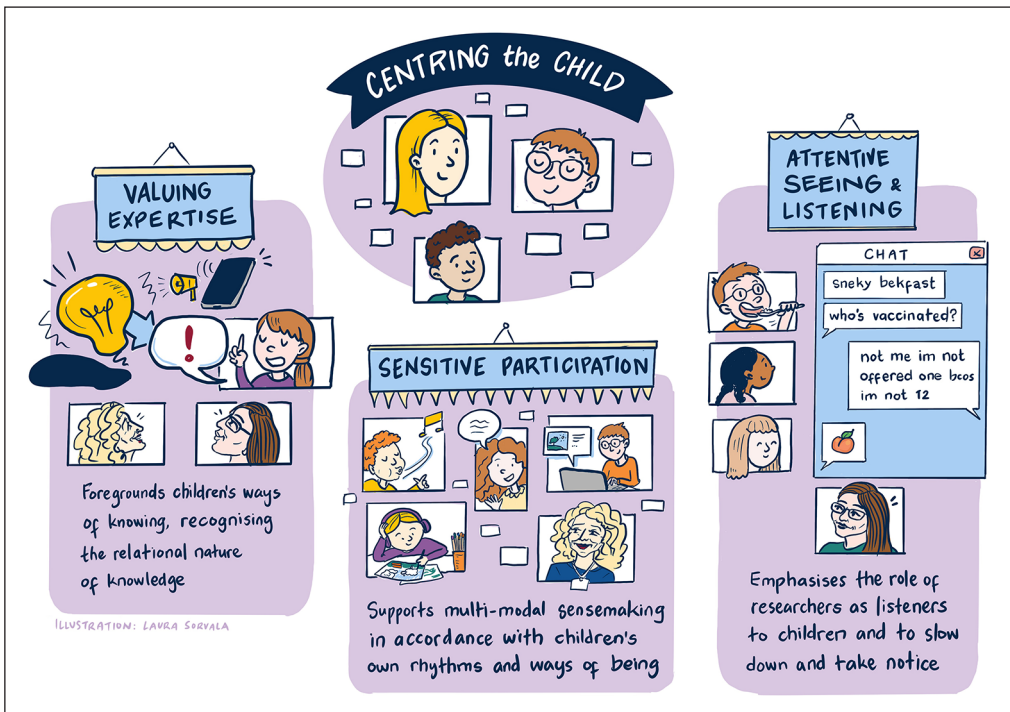 CENTRING the CHILD
VALUING
EXPERTISE
!
Foregrounds children's ways
of knowing, recognising
the relational nature
of knowledge
ILLUSTRATION: LAURA SORVALA
SENSITIVE PARTICIPATION
Supports multi-modal sensemaking
in accordance with children's
own rhythms and ways of being
ATTENTIVE
SEEING &
LISTENING
CHAT
x
sneky bekfast
who's vaccinated?
not me im not
offered one bcos
im not 12
Emphasises the role of
researchers as listeners
to children and to slow
down and take notice